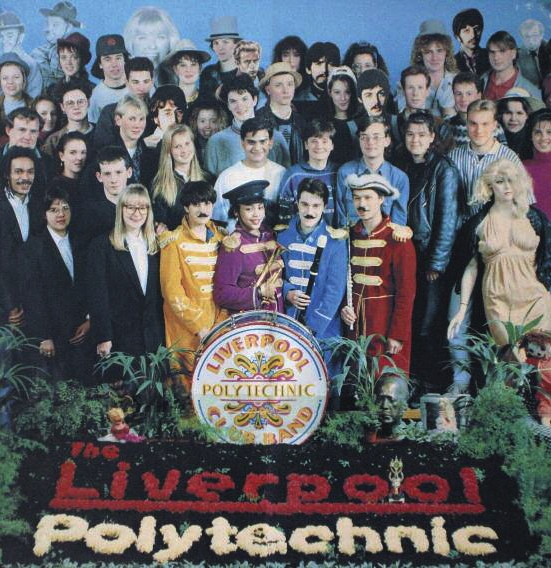 LIVERPOOL
POLYTECHNIC
CLUB BAND
The
Liverpool
Polytechnic